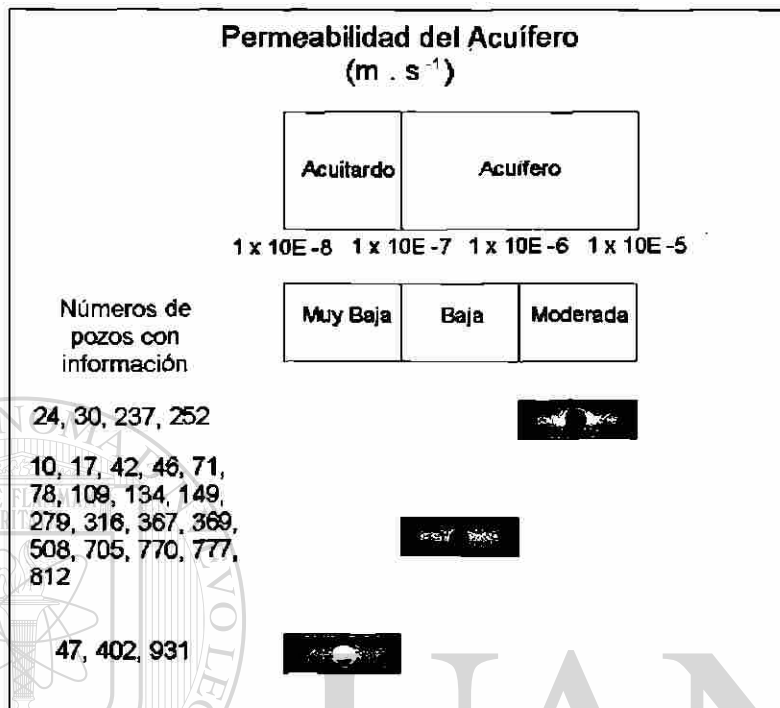 Permeabilidad del Acuífero
(m . s⁻¹)
Acuitardo Acuífero
1 x 10E -8 1 x 10E -7 1 x 10E -6 1 x 10E -5
Números de
pozos con
información
Muy Baja Baja Moderada
24, 30, 237, 252
10, 17, 42, 46, 71,
78, 109, 134, 149,
279, 316, 367, 369,
508, 705, 770, 777,
812
47, 402, 931